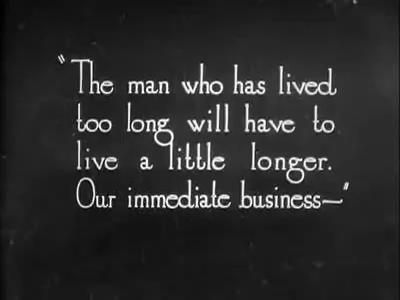 "The man who has lived
too long will have to
live a little longer.
Our immediate business—"